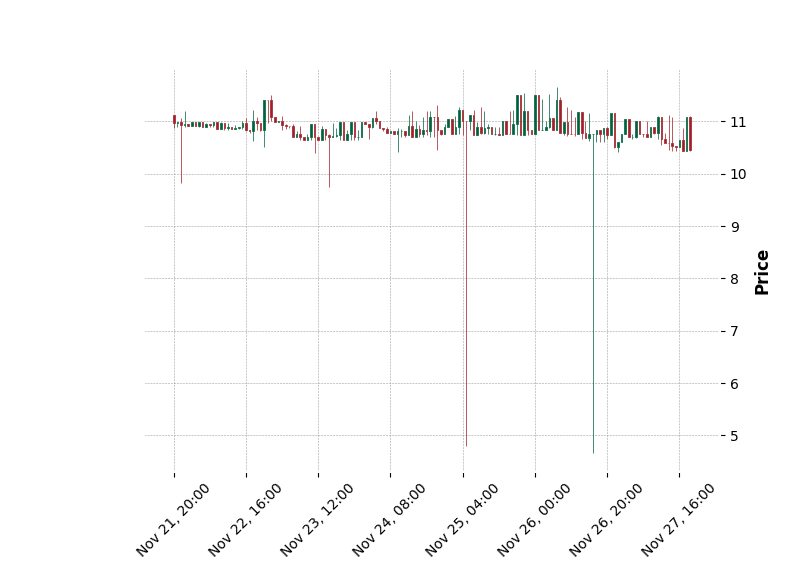 11
10
9
8
7
6
5
Price
Nov 21, 20:00
Nov 22, 16:00
Nov 23, 12:00
Nov 24, 08:00
Nov 25, 04:00
Nov 26, 00:00
Nov 26, 20:00
Nov 27, 16:00